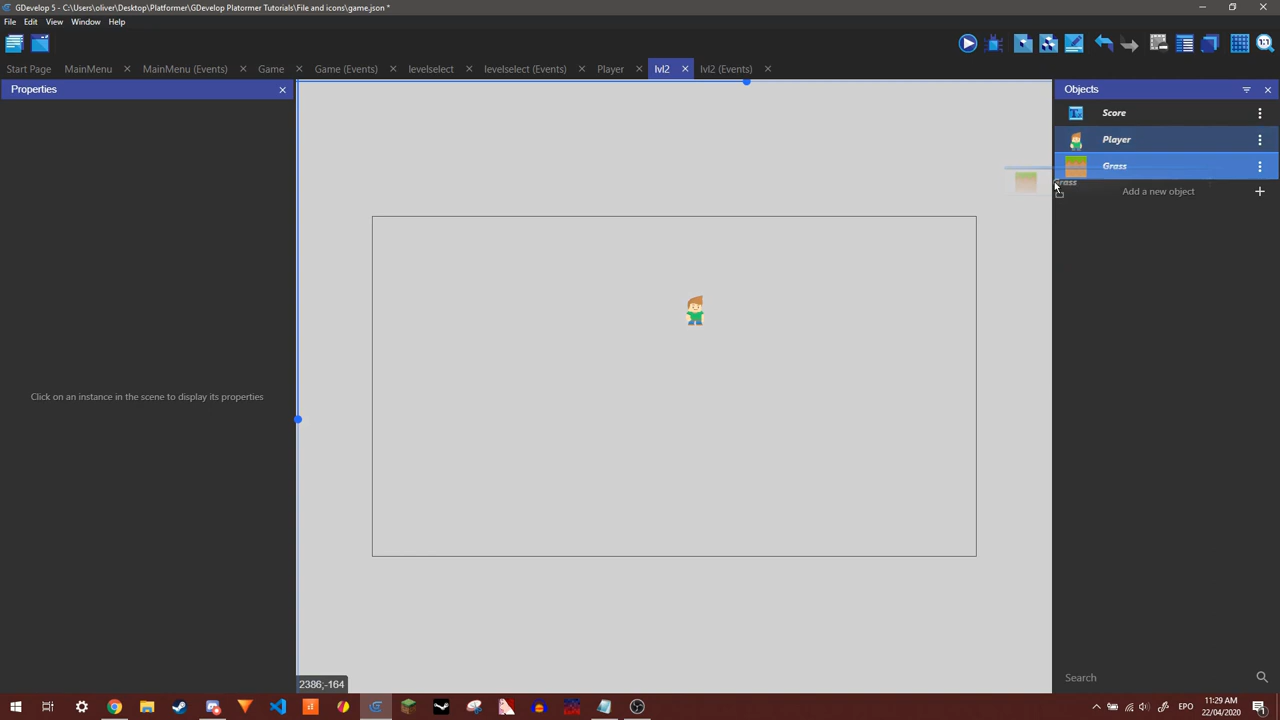 GDevelop 5 - C:\Users\oliver\Desktop\Platformer\GDevelop Platormer Tutorials\File and icons\game.json *
File Edit View Window Help
Start Page MainMenu MainMenu (Events) Game Game (Events) levelselect levelselect (Events) Player lvl2 lvl2 (Events)
Properties
Objects
Score
Player
Grass
Grass
Add a new object
Click on an instance in the scene to display its properties
2386;-164
Search
EPO
11:29 AM
22/04/2020